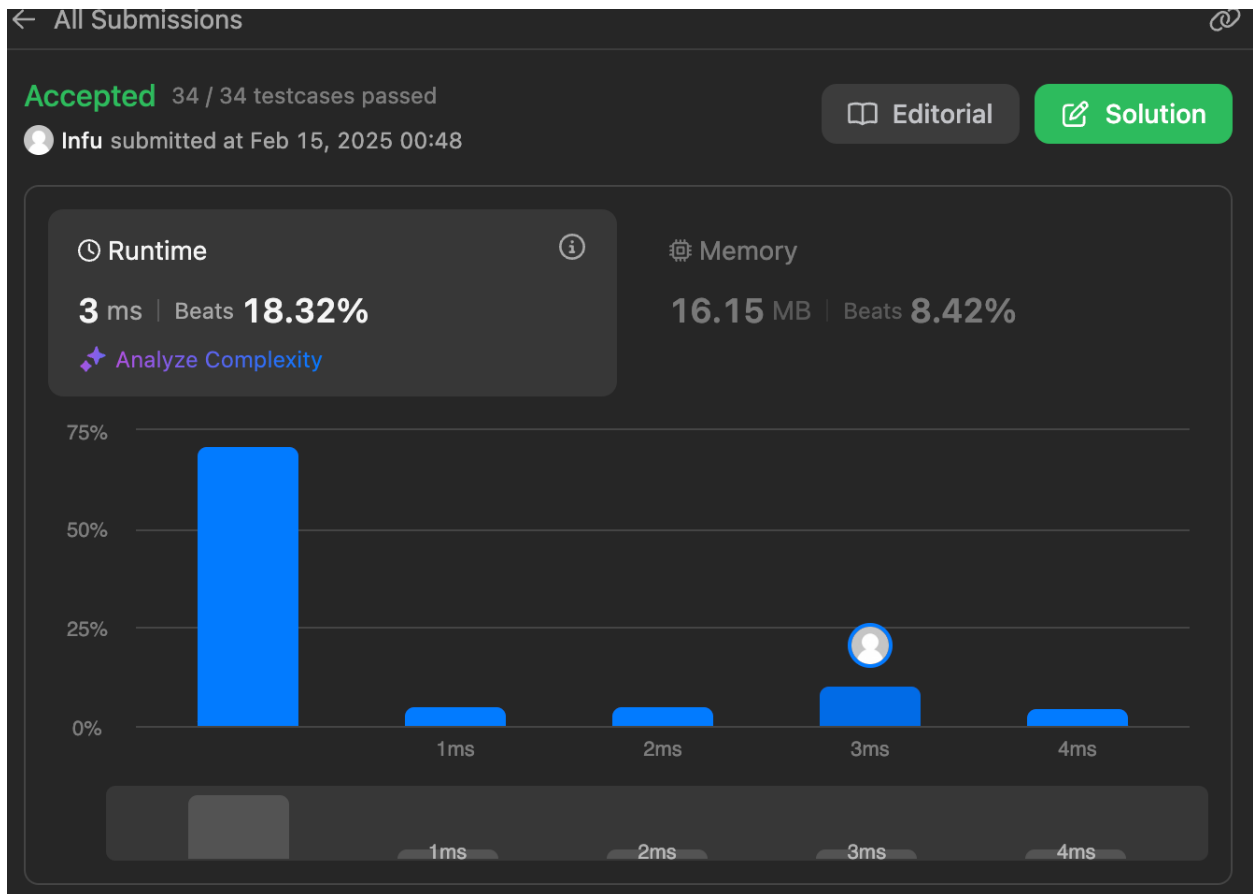 All Submissions
Accepted 34 / 34 testcases passed
Editorial
Solution
Infu submitted at Feb 15, 2025 00:48
Runtime
3 ms | Beats 18.32%
Analyze Complexity
Memory
16.15 MB | Beats 8.42%
75%
50%
25%
0%
1ms 2ms 3ms 4ms
1ms 2ms 3ms 4ms